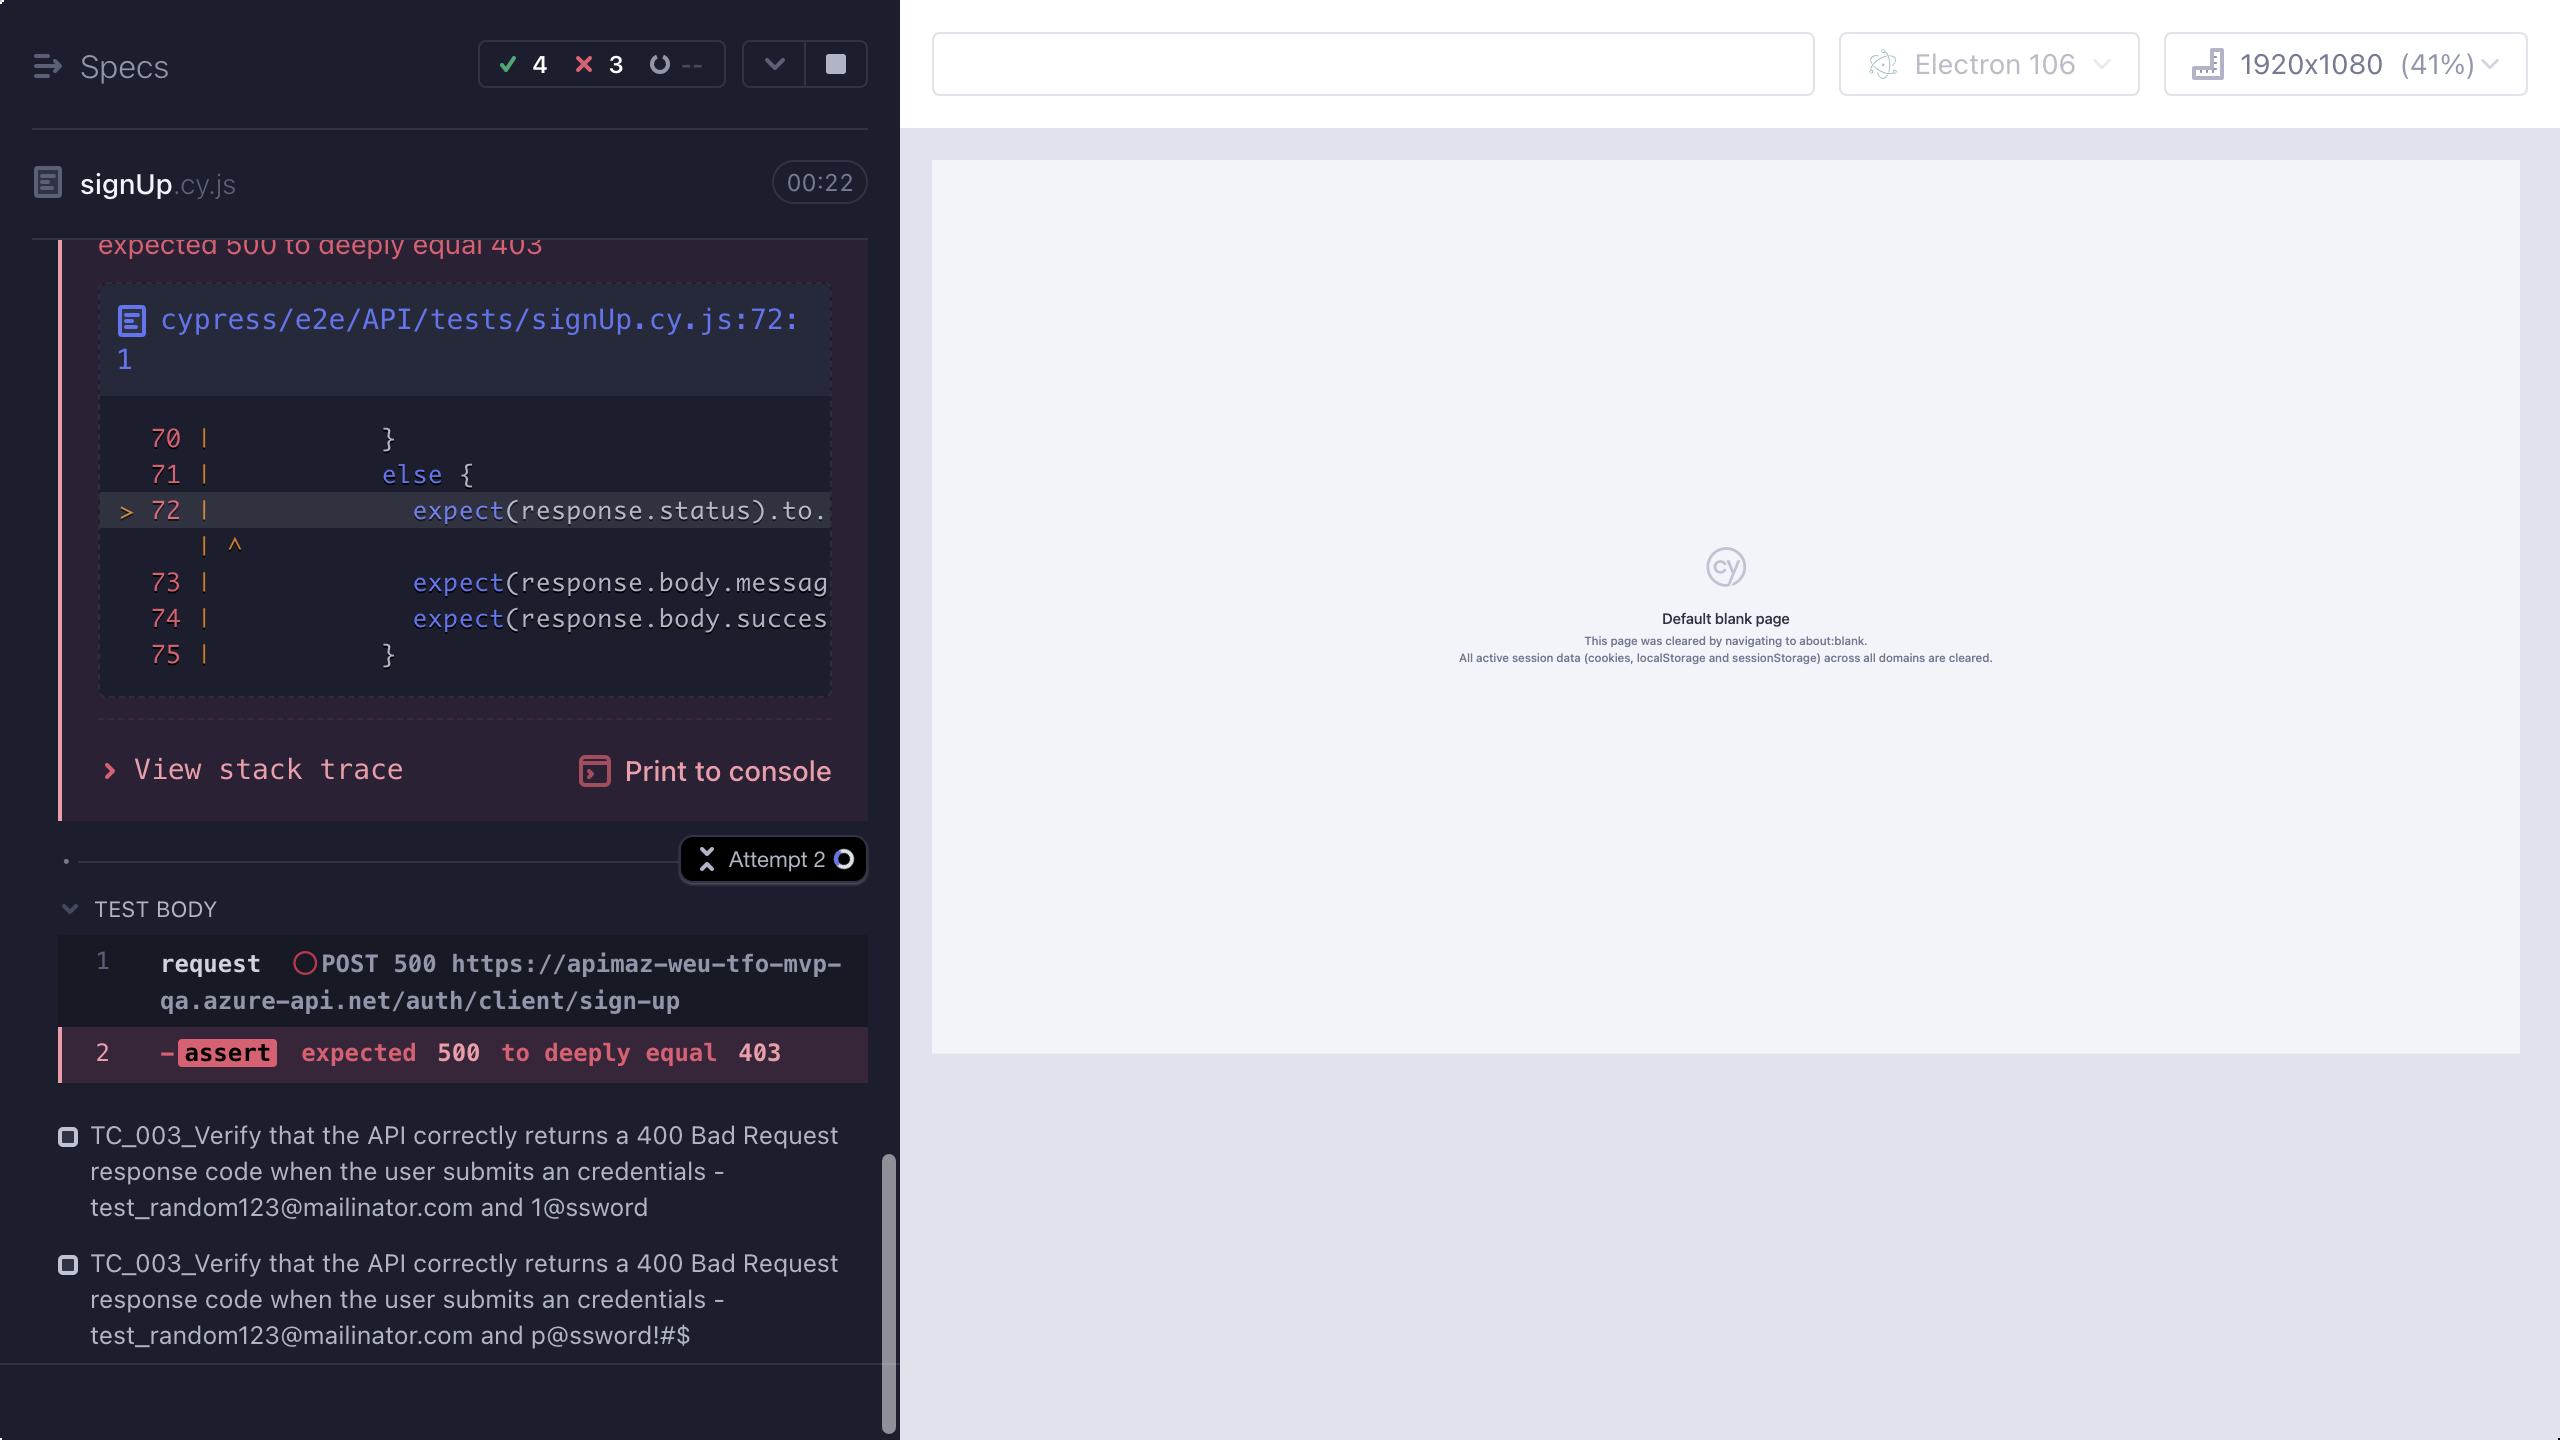 Specs
4 3 --
signUp.cy.js
00:22
expected 500 to deeply equal 403
cypress/e2e/API/tests/signUp.cy.js:72:
1
70 | }
71 | else {
> 72 | expect(response.status).to.
| ^
73 | expect(response.body.messag
74 | expect(response.body.succes
75 | }
View stack trace
Print to console
Attempt 2
TEST BODY
1 request POST 500 https://apimaz-weu-tfo-mvp-
qa.azure-api.net/auth/client/sign-up
2 -assert expected 500 to deeply equal 403
TC_003_Verify that the API correctly returns a 400 Bad Request
response code when the user submits an credentials -
test_random123@mailinator.com and 1@ssword
TC_003_Verify that the API correctly returns a 400 Bad Request
response code when the user submits an credentials -
test_random123@mailinator.com and p@ssword!#$
Electron 106
1920x1080 (41%)
cy
Default blank page
This page was cleared by navigating to about:blank.
All active session data (cookies, localStorage and sessionStorage) across all domains are cleared.